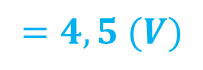 = 4, 5 (V)